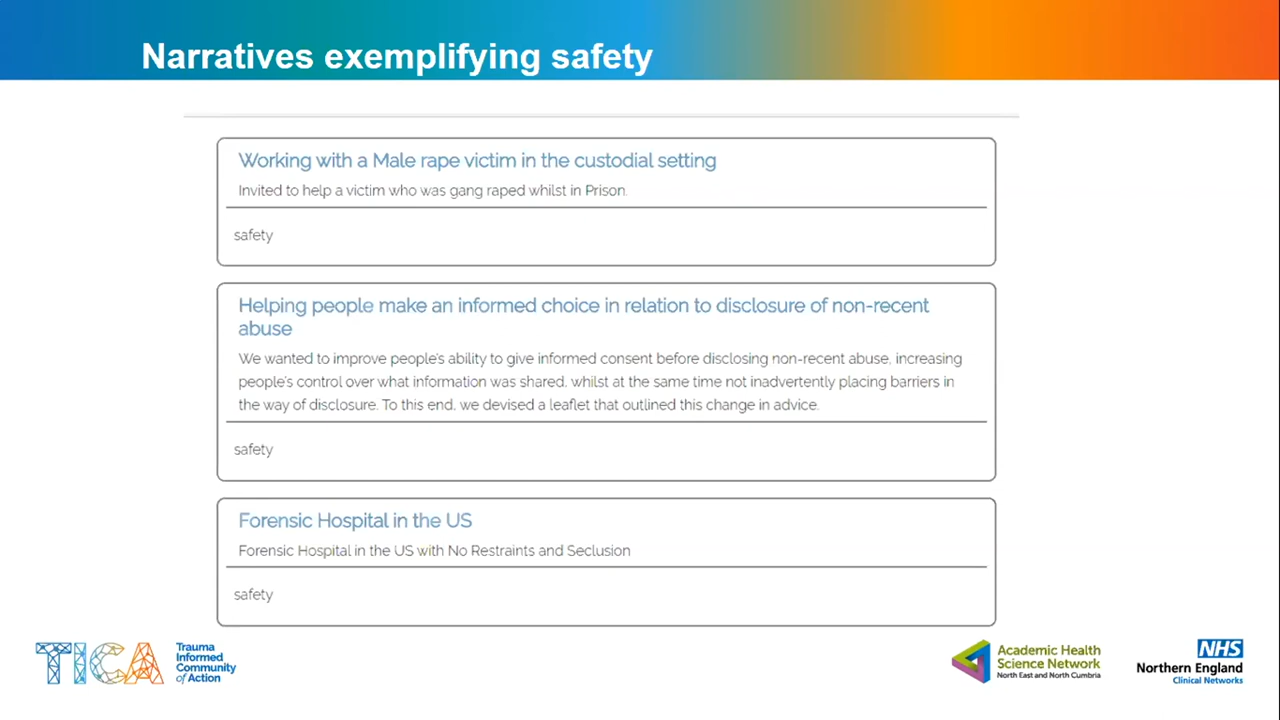 Narratives exemplifying safety
Working with a Male rape victim in the custodial setting
Invited to help a victim who was gang raped whilst in Prison.
safety
Helping people make an informed choice in relation to disclosure of non-recent
abuse
We wanted to improve people's ability to give informed consent before disclosing non-recent abuse, increasing
people's control over what information was shared, whilst at the same time not inadvertently placing barriers in
the way of disclosure. To this end, we devised a leaflet that outlined this change in advice.
safety
Forensic Hospital in the US
Forensic Hospital in the US with No Restraints and Seclusion
safety
TICA
Trauma
Informed
Community
of Action
Academic Health
Science Network
North East and North Cumbria
NHS
Northern England
Clinical Networks